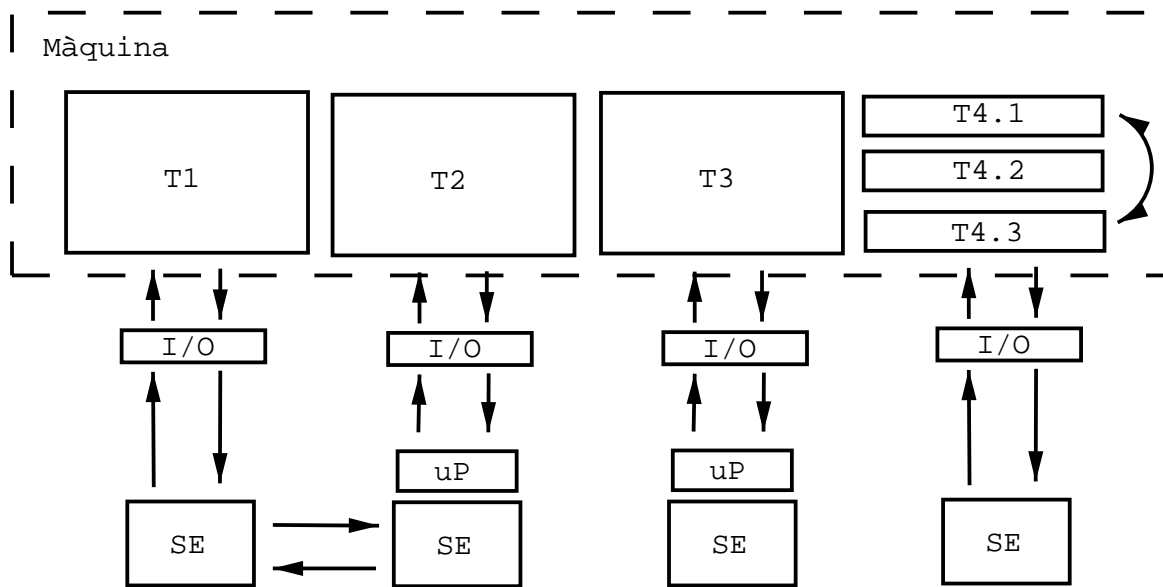 Màquina
T1
T2
T3
T4.1
T4.2
T4.3
I/O
I/O
I/O
I/O
uP
uP
SE
SE
SE
SE